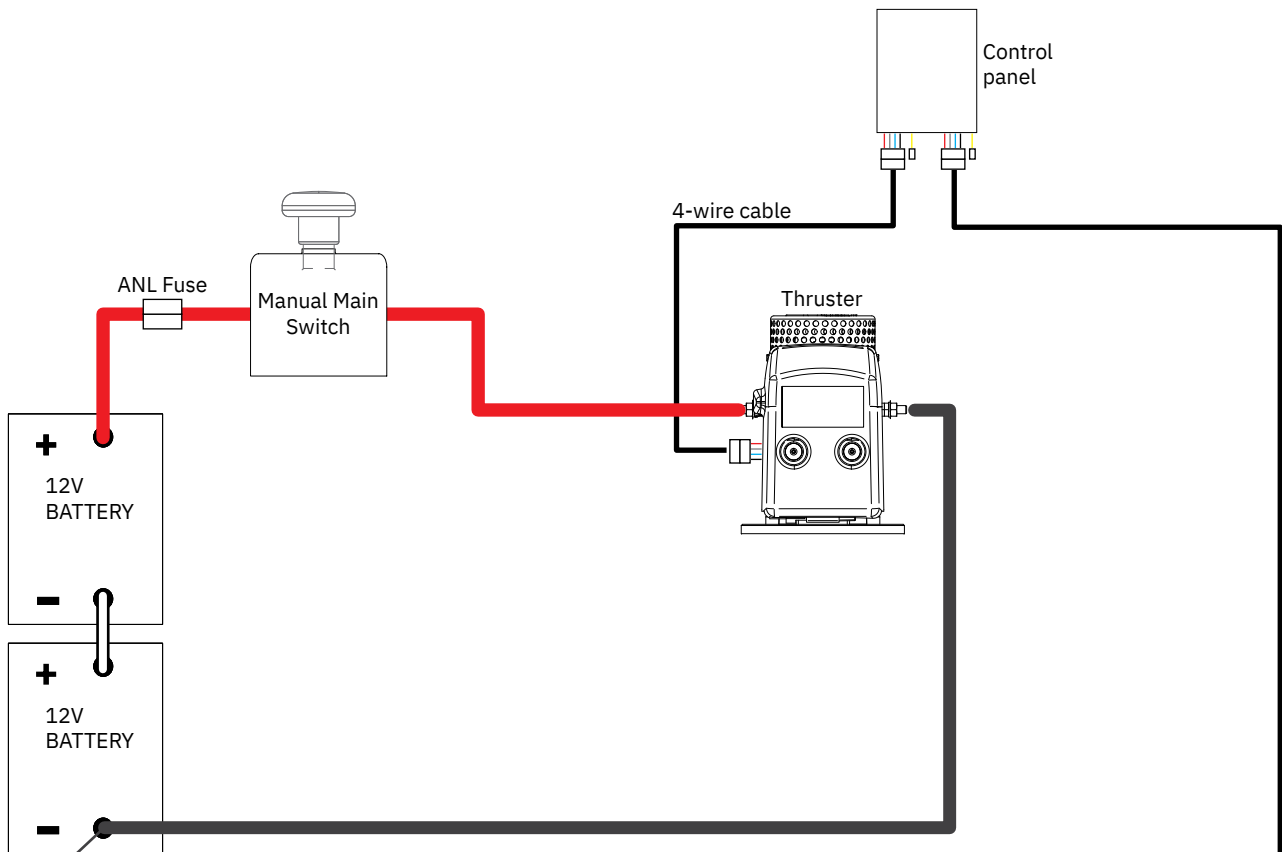 Control
panel
4-wire cable
ANL Fuse
Manual Main
Switch
Thruster
+
12V
BATTERY
-
+
12V
BATTERY
-